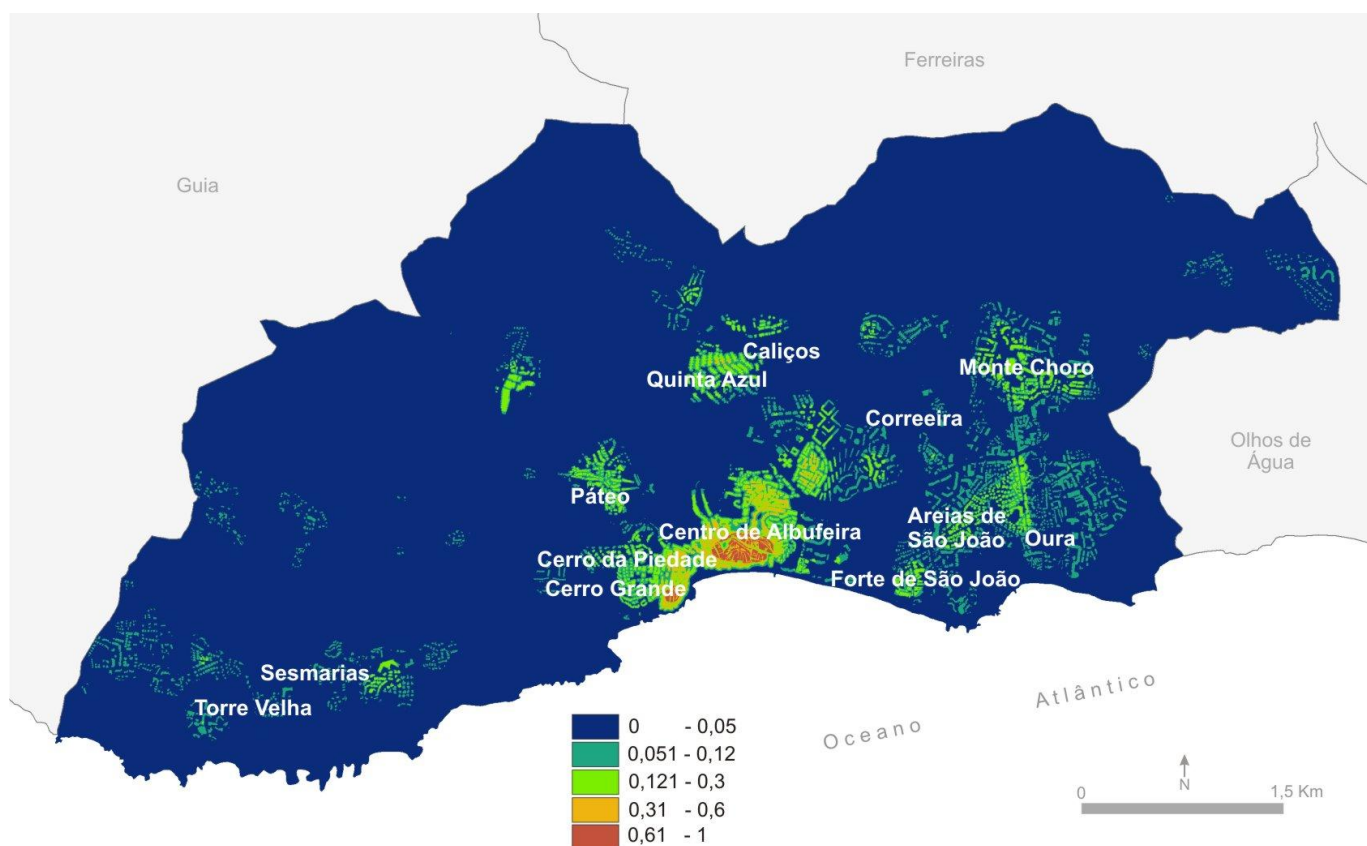 Ferreiras
Guia
Caliços
Quinta Azul
Monte Choro
Correeira
Olhos de
Água
Páteo
Areias de
São João
Oura
Centro de Albufeira
Cerro da Piedade
Cerro Grande
Forte de São João
Sesmarias
Torre Velha
Oceano Atlântico
0 - 0,05
0,051 - 0,12
0,121 - 0,3
0,31 - 0,6
0,61 - 1
N
0 1,5 Km